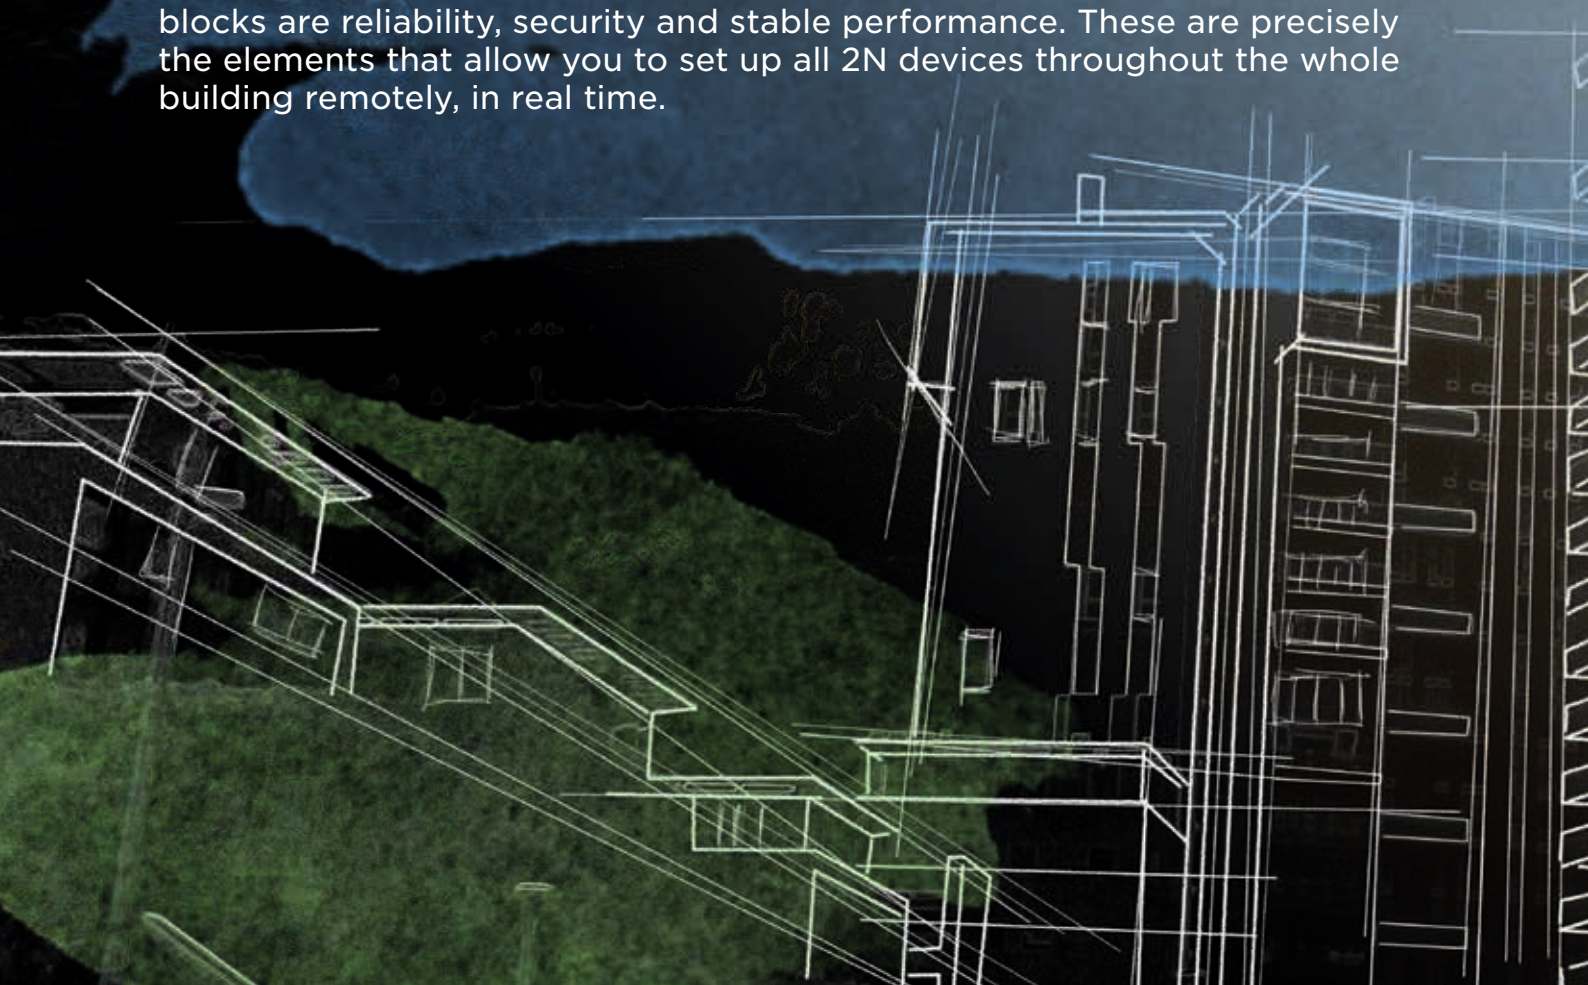 blocks are reliability, security and stable performance. These are precisely
the elements that allow you to set up all 2N devices throughout the whole
building remotely, in real time.